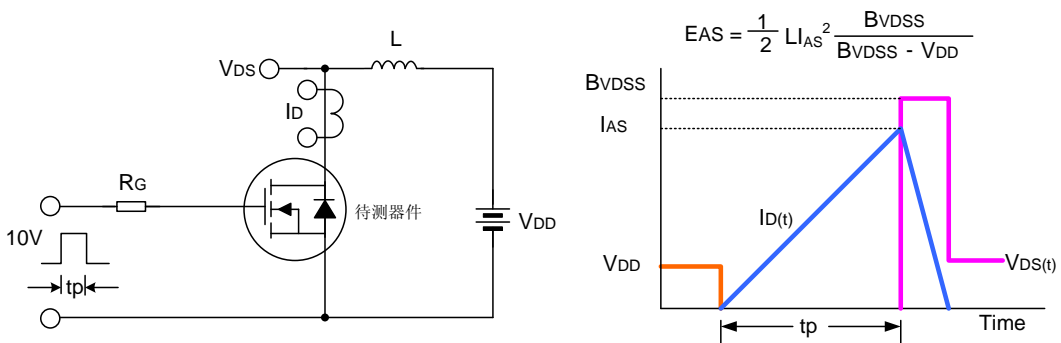 L
VDS
ID
RG
待测器件
VDD
10V
tp
EAS = 1/2 LIAS² BVDSS / BVDSS - VDD
BVDSS
IAS
ID(t)
VDD
VDS(t)
tp
Time